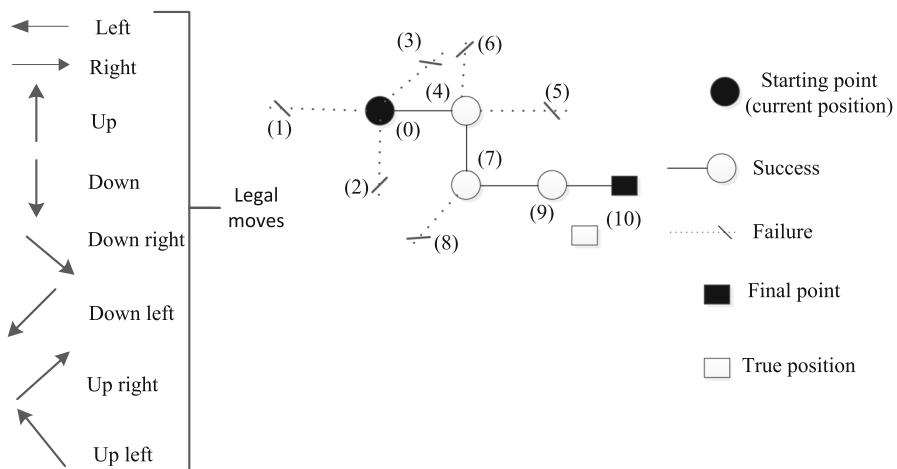 Left
Right
Up
Down
Down right
Down left
Up right
Up left
Legal
moves
(3)
(6)
(4)
(5)
(1)
(0)
(7)
(2)
(9)
(10)
(8)
Starting point
(current position)
Success
Failure
Final point
True position